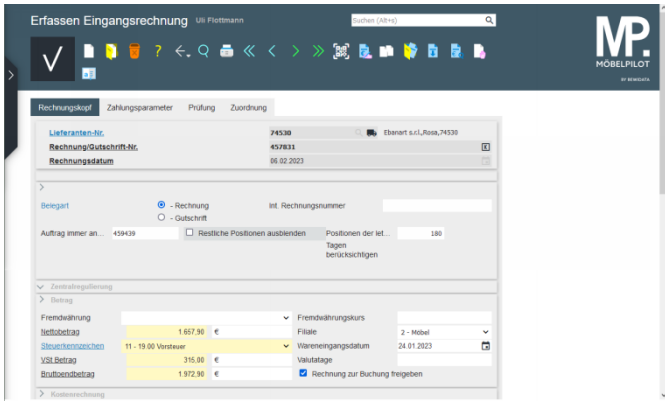 Erfassen Eingangsrechnung Uli Plottmann
Suchen (Alt+s)
MP.
MÖBELPILOT
BY BEWIDATA
Rechnungskopf Zahlungsparameter Prüfung Zuordnung
Lieferanten-Nr. 74530 Ebenart s.r.l.,Rosa,74530
Rechnung/Gutschrift-Nr. 457831
Rechnungsdatum 06.02.2023
Belegart - Rechnung Int. Rechnungsnummer
- Gutschrift
Auftrag immer an... 459439 Restliche Positionen ausblenden Positionen der let... 180
Tagen
berücksichtigen
Zentralregulierung
Betrag
Fremdwährung Fremdwährungskurs
Nettobetrag 1.657,90 € Filiale 2 - Möbel
Steuerkennzeichen 11 - 19.00 Vorsteuer Wareneingangsdatum 24.01.2023
VSt Betrag 315,00 € Valutatage
Bruttoendbetrag 1.972,90 € Rechnung zur Buchung freigeben
Kostenrechnung